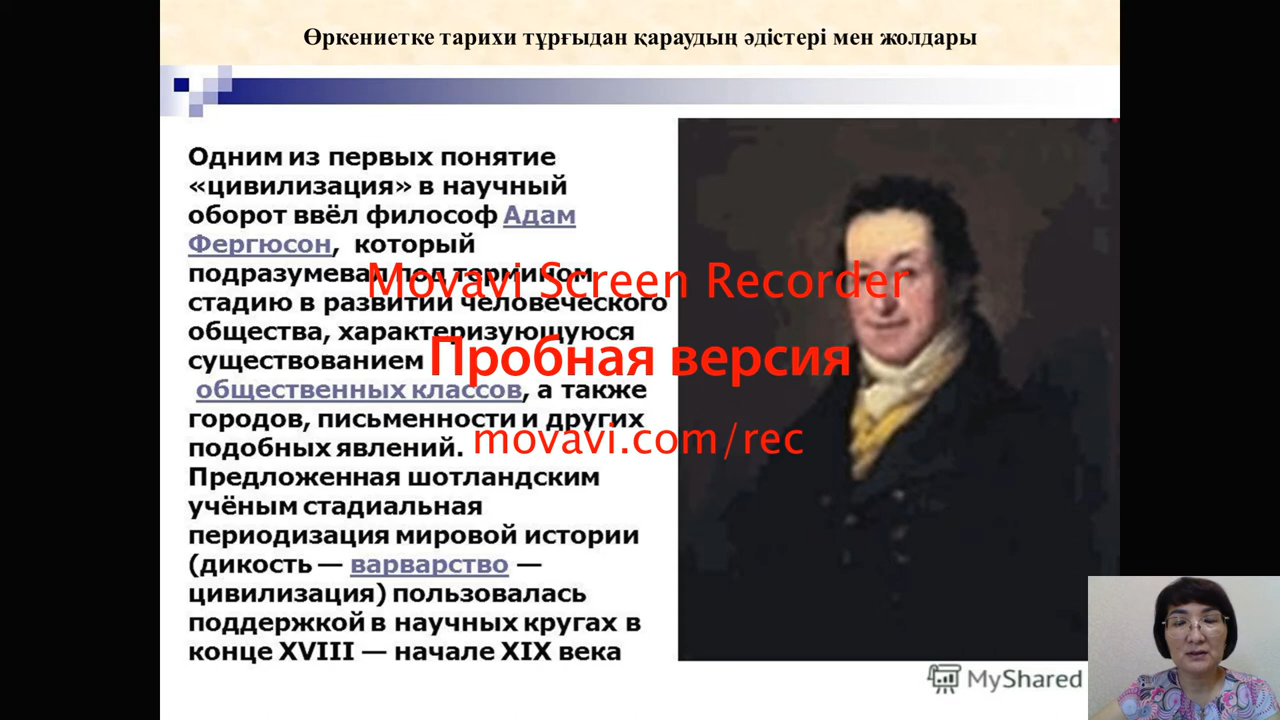 Өркениетке тарихи тұрғыдан қараудың әдістері мен жолдары
Одним из первых понятие
«цивилизация» в научный
оборот ввёл философ Адам
Фергюсон, который
подразумевал под термином
стадию в развитии человеческого
общества, характеризующуюся
существованием
общественных классов, а также
городов, письменности и других
подобных явлений.
Предложенная шотландским
учёным стадиальная
периодизация мировой истории
(дикость — варварство —
цивилизация) пользовалась
поддержкой в научных кругах в
конце XVIII — начале XIX века
Movavi Screen Recorder
Пробная версия
movavi.com/rec
MyShared